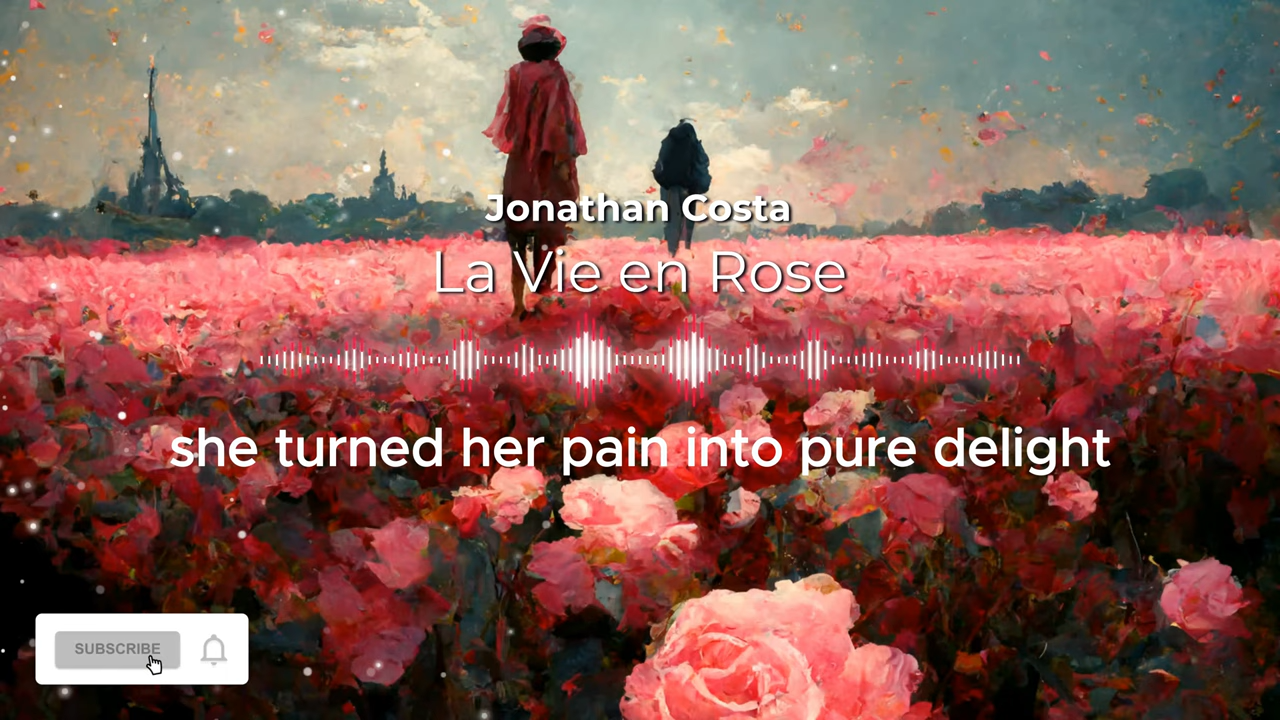 Jonathan Costa
La Vie en Rose
she turned her pain into pure delight
SUBSCRIBE